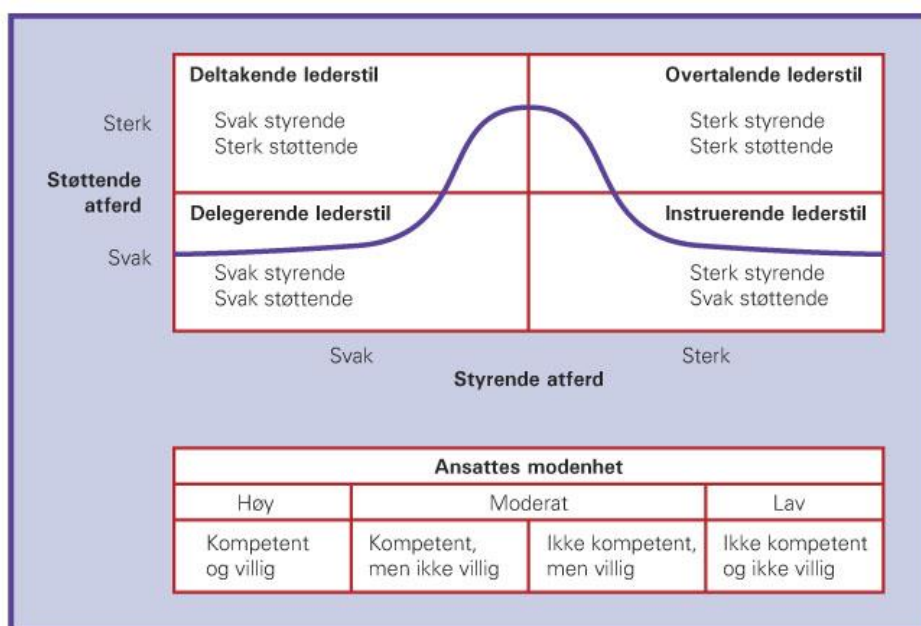 Deltakende lederstil
Overtalende lederstil
Sterk
Svak styrende
Sterk støttende
Sterk styrende
Sterk støttende
Støttende
atferd
Delegerende lederstil
Instruerende lederstil
Svak
Svak styrende
Svak støttende
Sterk styrende
Svak støttende
Svak
Sterk
Styrende atferd
Ansattes modenhet
Høy
Moderat
Lav
Kompetent
og villig
Kompetent,
men ikke villig
Ikke kompetent,
men villig
Ikke kompetent
og ikke villig